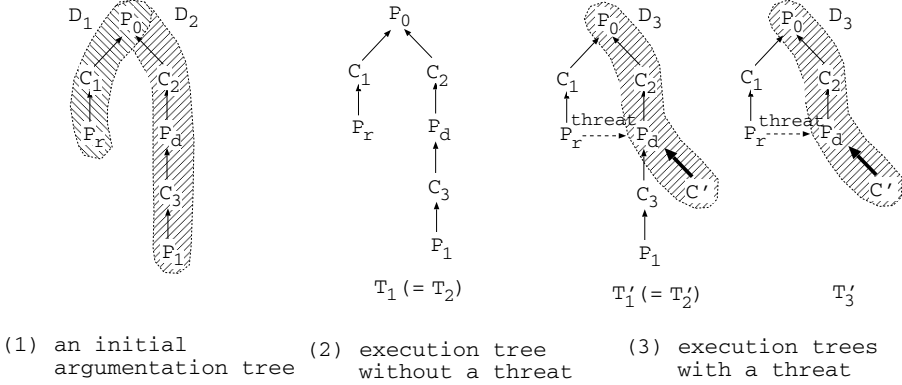 D1 P0 D2
C1 C2
Pr Pd
C3
P1
(1) an initial
argumentation tree
P0
C1 C2
Pr Pd
C3
P1
T1 (= T2)
(2) execution tree
without a threat
P0 D3
C1 C2
threat
Pr Pd
C3 C'
P1
T1' (= T2')
P0 D3
C1 C2
threat
Pr Pd
C'
T3'
(3) execution trees
with a threat